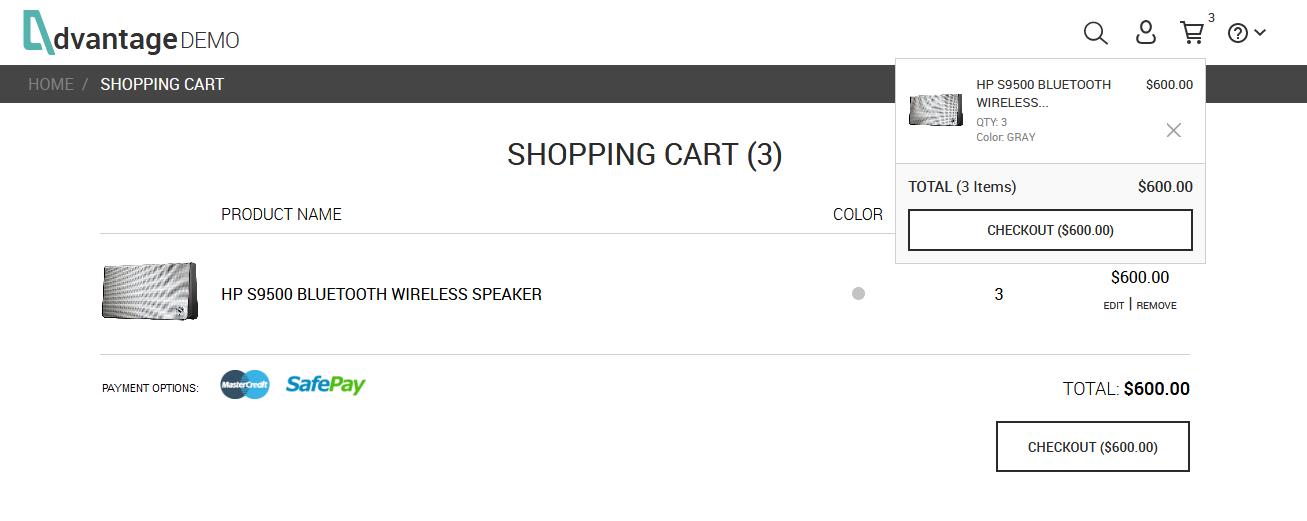 dvantage DEMO
3
HOME / SHOPPING CART
HP S9500 BLUETOOTH WIRELESS...
$600.00
QTY: 3
Color: GRAY
TOTAL (3 Items) $600.00
CHECKOUT ($600.00)
SHOPPING CART (3)
PRODUCT NAME COLOR
HP S9500 BLUETOOTH WIRELESS SPEAKER 3 $600.00
EDIT | REMOVE
PAYMENT OPTIONS: MasterCredit SafePay
TOTAL: $600.00
CHECKOUT ($600.00)